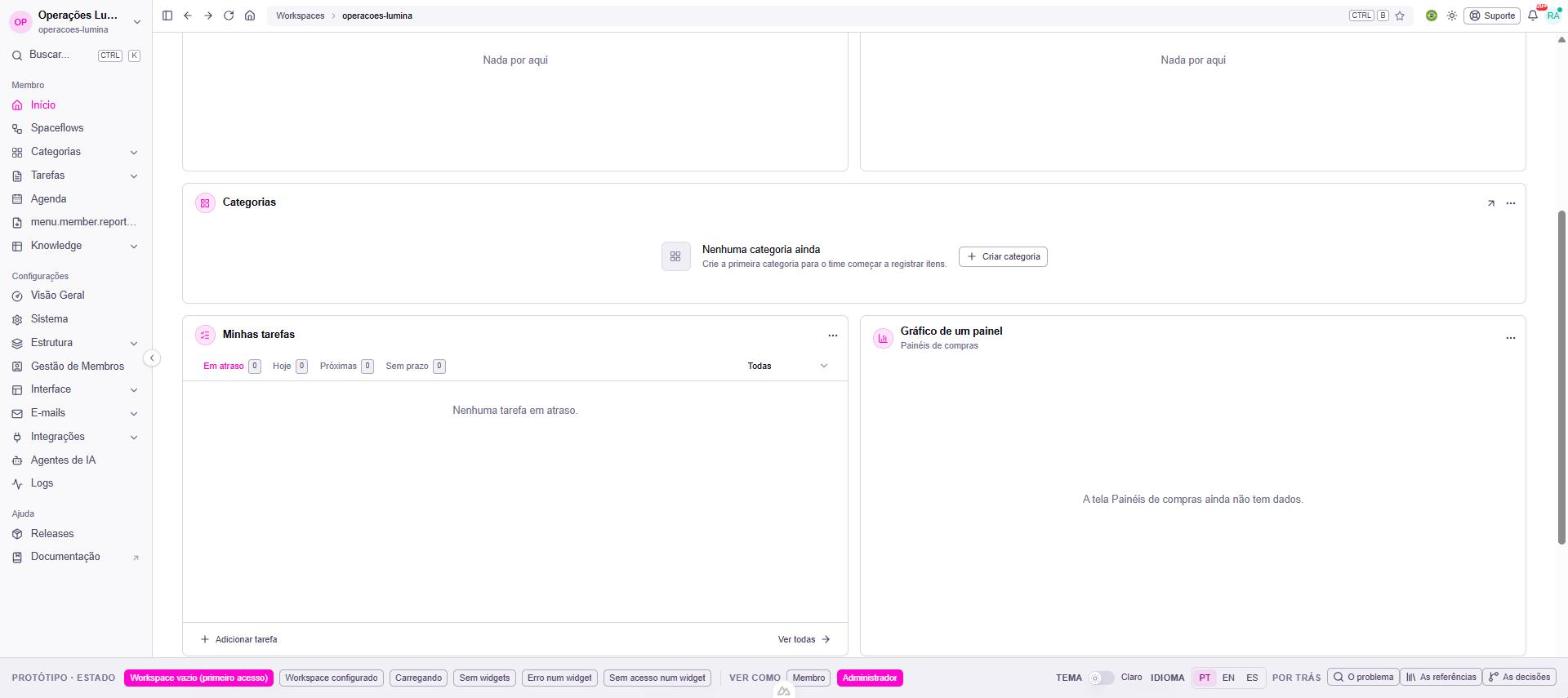 OP
Operações Lu...
operacoes-lumina
Workspaces
operacoes-lumina
CTRL
B
Suporte
RA
Buscar...
CTRL
K
Membro
Início
Spaceflows
Categorias
Tarefas
Agenda
menu.member.report...
Knowledge
Configurações
Visão Geral
Sistema
Estrutura
Gestão de Membros
Interface
E-mails
Integrações
Agentes de IA
Logs
Ajuda
Releases
Documentação
Nada por aqui
Nada por aqui
Categorias
Nenhuma categoria ainda
Crie a primeira categoria para o time começar a registrar itens.
Criar categoria
Minhas tarefas
Em atraso 0
Hoje 0
Próximas 0
Sem prazo 0
Todas
Nenhuma tarefa em atraso.
Adicionar tarefa
Ver todas
Gráfico de um painel
Painéis de compras
A tela Painéis de compras ainda não tem dados.
PROTÓTIPO · ESTADO
Workspace vazio (primeiro acesso)
Workspace configurado
Carregando
Sem widgets
Erro num widget
Sem acesso num widget
VER COMO
Membro
Administrador
TEMA
Claro
IDIOMA
PT
EN
ES
POR TRÁS
O problema
As referências
As decisões